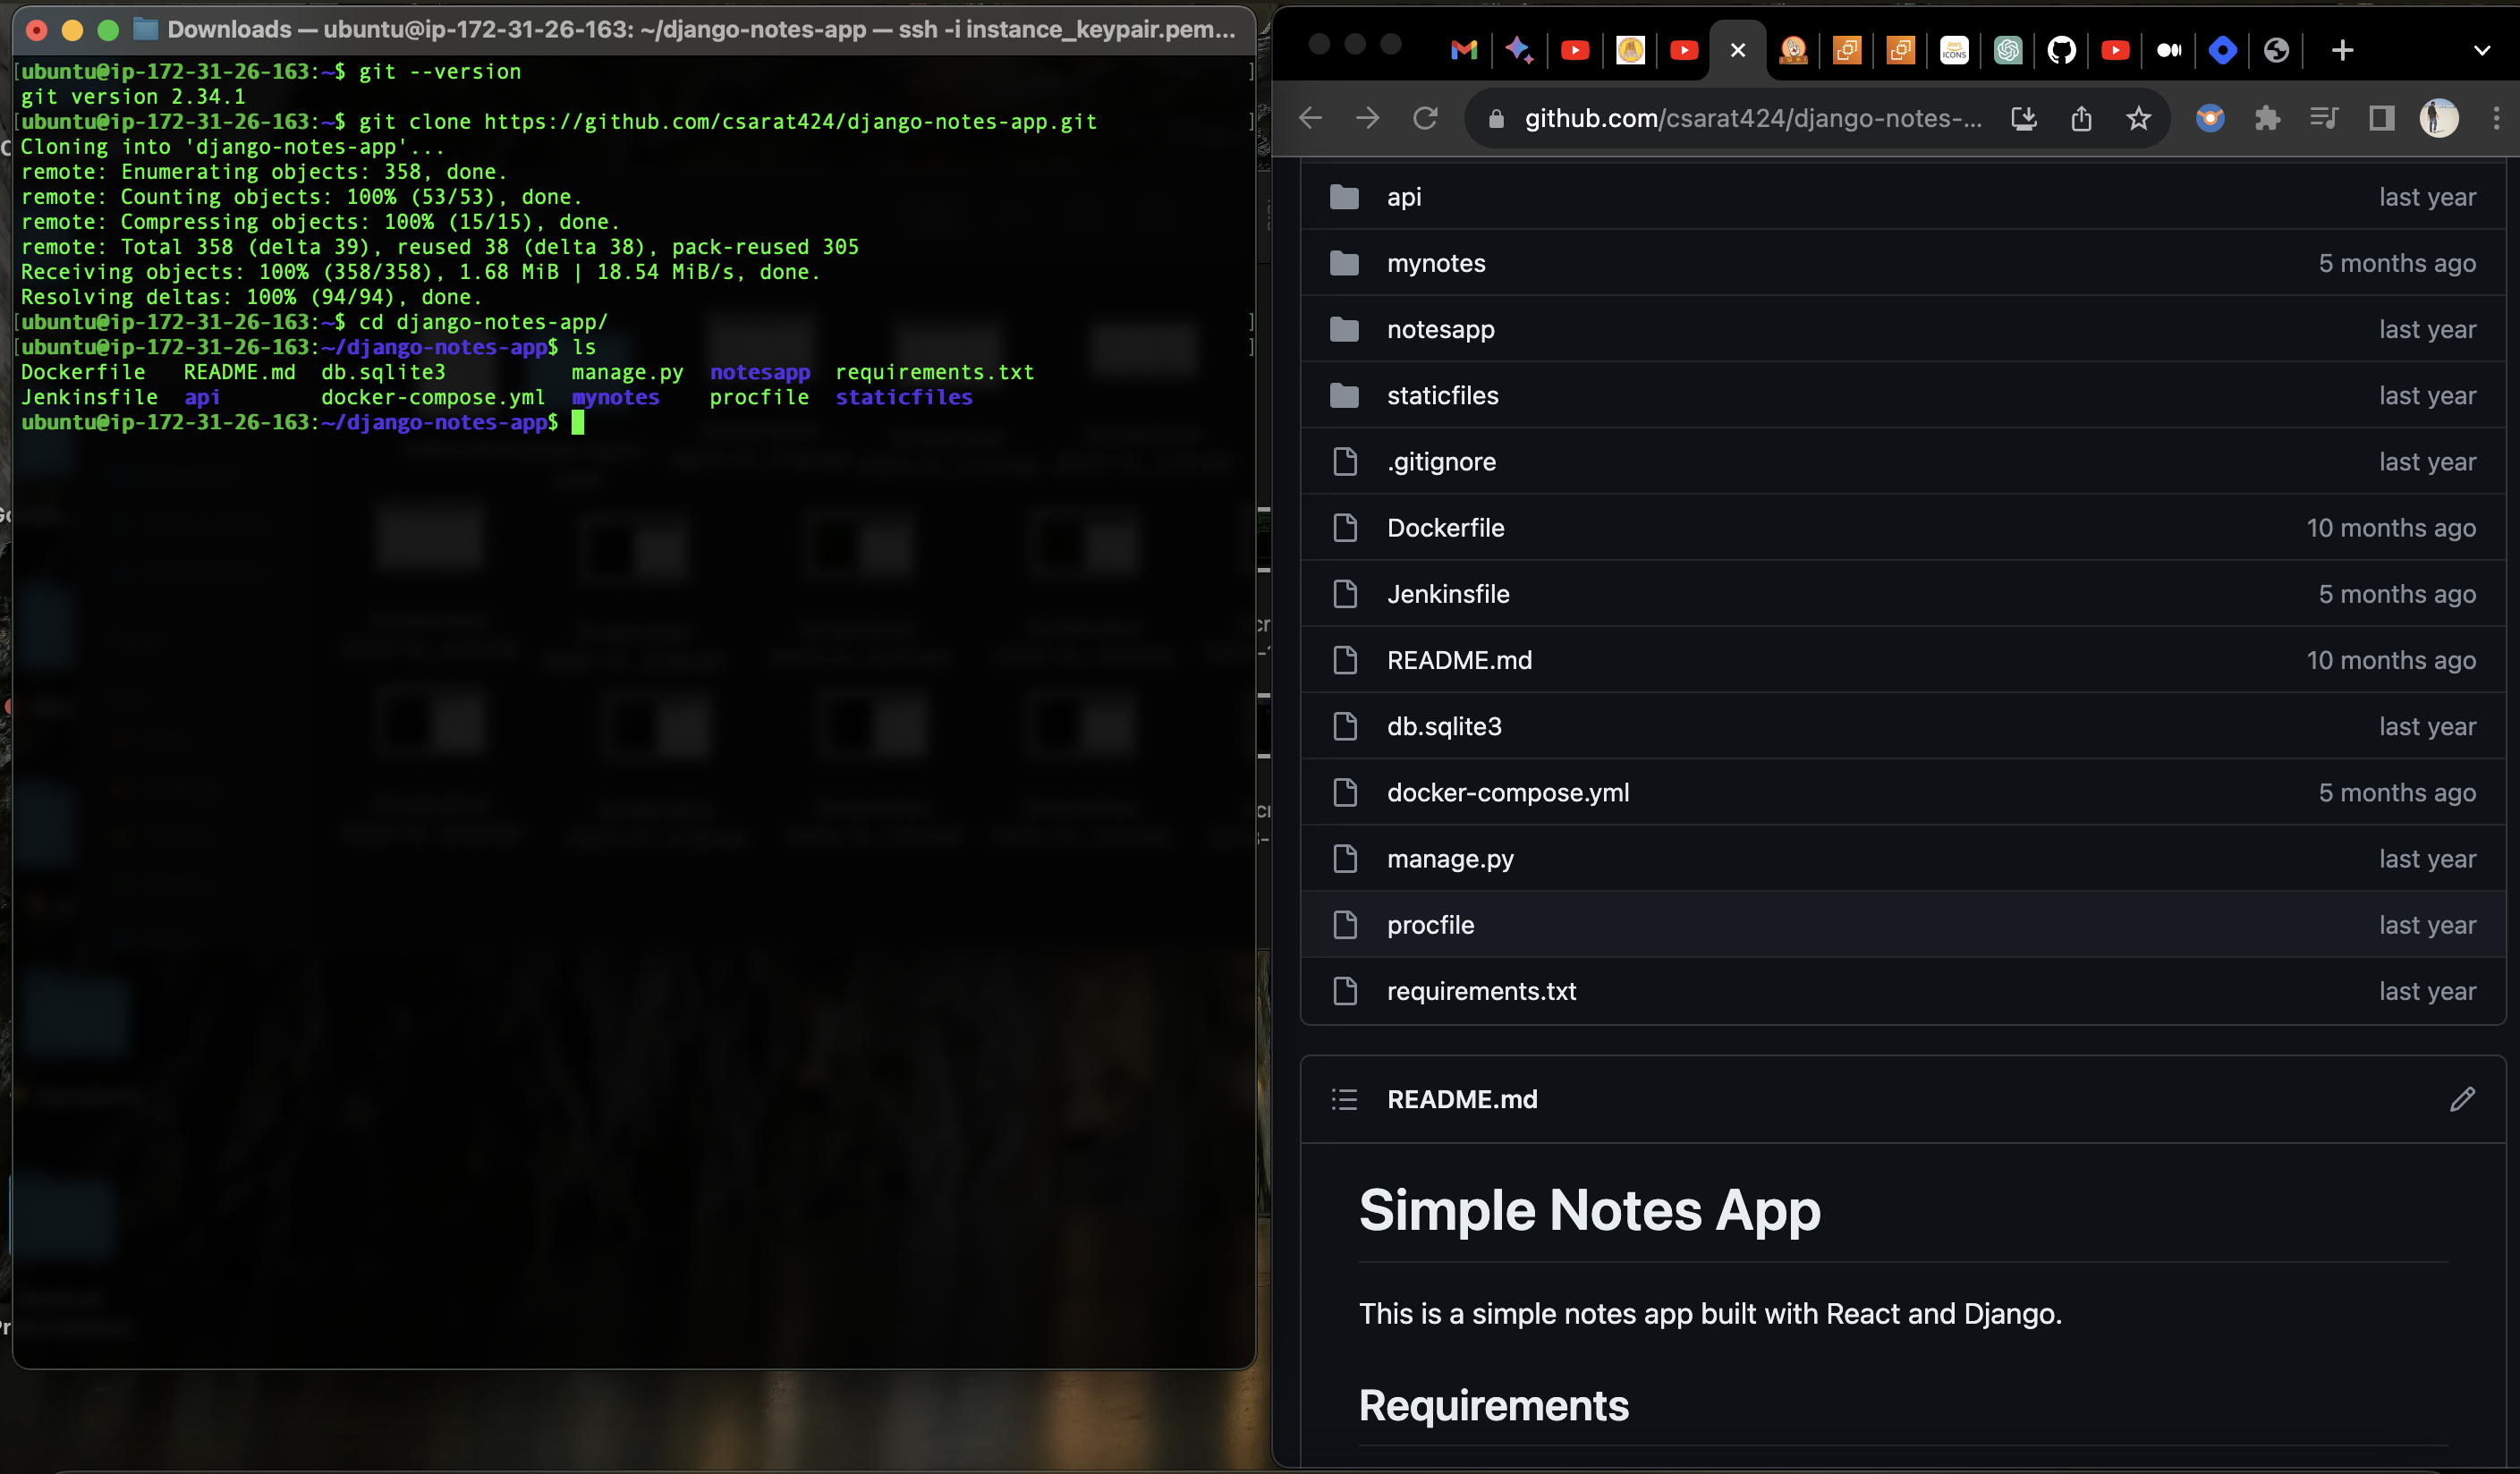 Downloads — ubuntu@ip-172-31-26-163: ~/django-notes-app — ssh -i instance_keypair.pem...
[ubuntu@ip-172-31-26-163:~$ git --version ]
git version 2.34.1
[ubuntu@ip-172-31-26-163:~$ git clone https://github.com/csarat424/django-notes-app.git ]
Cloning into 'django-notes-app'...
remote: Enumerating objects: 358, done.
remote: Counting objects: 100% (53/53), done.
remote: Compressing objects: 100% (15/15), done.
remote: Total 358 (delta 39), reused 38 (delta 38), pack-reused 305
Receiving objects: 100% (358/358), 1.68 MiB | 18.54 MiB/s, done.
Resolving deltas: 100% (94/94), done.
[ubuntu@ip-172-31-26-163:~$ cd django-notes-app/ ]
[ubuntu@ip-172-31-26-163:~/django-notes-app$ ls ]
Dockerfile README.md db.sqlite3 manage.py notesapp requirements.txt
Jenkinsfile api docker-compose.yml mynotes procfile staticfiles
ubuntu@ip-172-31-26-163:~/django-notes-app$
github.com/csarat424/django-notes-...
api last year
mynotes 5 months ago
notesapp last year
staticfiles last year
.gitignore last year
Dockerfile 10 months ago
Jenkinsfile 5 months ago
README.md 10 months ago
db.sqlite3 last year
docker-compose.yml 5 months ago
manage.py last year
procfile last year
requirements.txt last year
README.md
Simple Notes App
This is a simple notes app built with React and Django.
Requirements